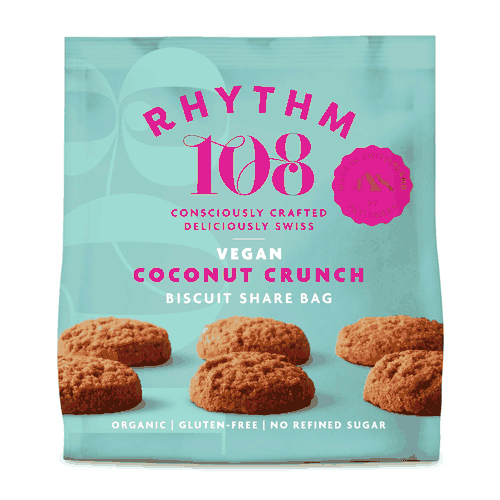 RHYTHM
108
CONSCIOUSLY CRAFTED
DELICIOUSLY SWISS
VEGAN
COCONUT CRUNCH
BISCUIT SHARE BAG
ORGANIC | GLUTEN-FREE | NO REFINED SUGAR